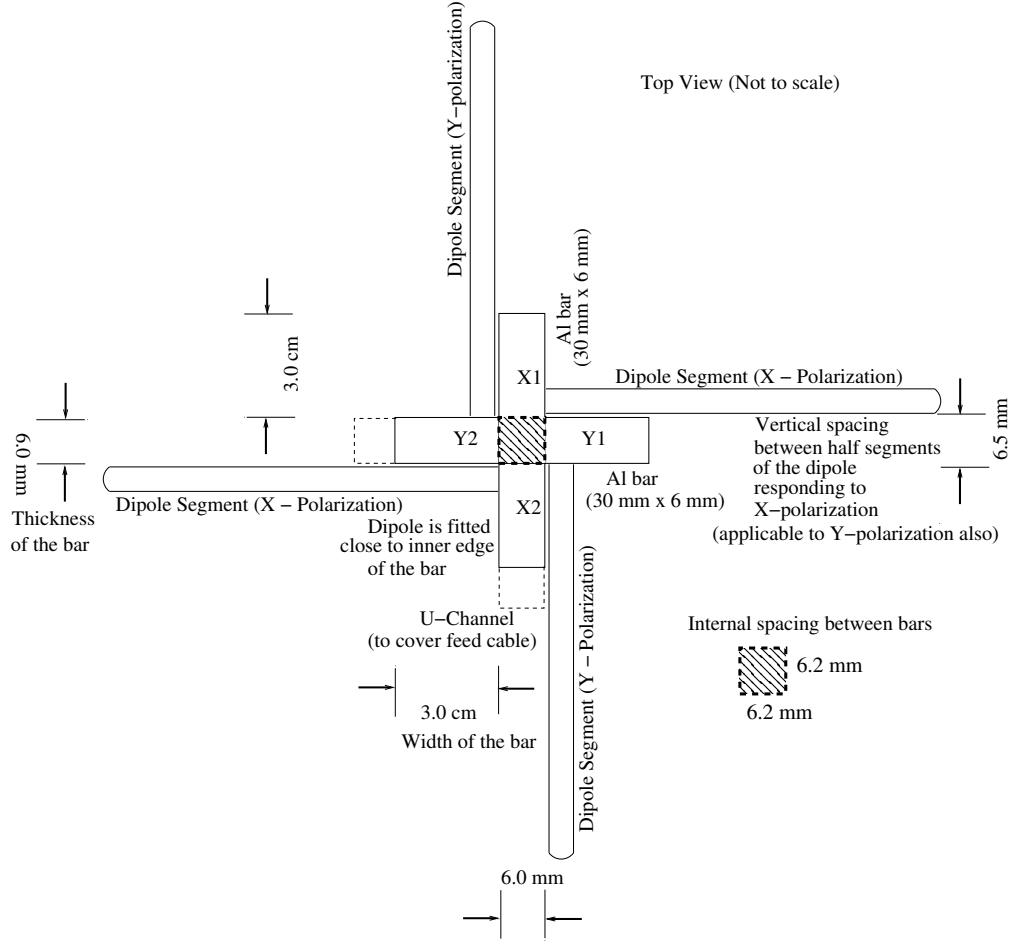 Top View (Not to scale)
Dipole Segment (Y−polarization)
Al bar
(30 mm x 6 mm)
3.0 cm
X1
Dipole Segment (X − Polarization)
6.0 mm
Y2
Y1
Vertical spacing
between half segments
of the dipole
responding to
X−polarization
(applicable to Y−polarization also)
6.5 mm
Al bar
(30 mm x 6 mm)
Dipole Segment (X − Polarization)
X2
Thickness
of the bar
Dipole is fitted
close to inner edge
of the bar
U−Channel
(to cover feed cable)
Dipole Segment (Y − Polarization)
Internal spacing between bars
6.2 mm
6.2 mm
3.0 cm
Width of the bar
6.0 mm